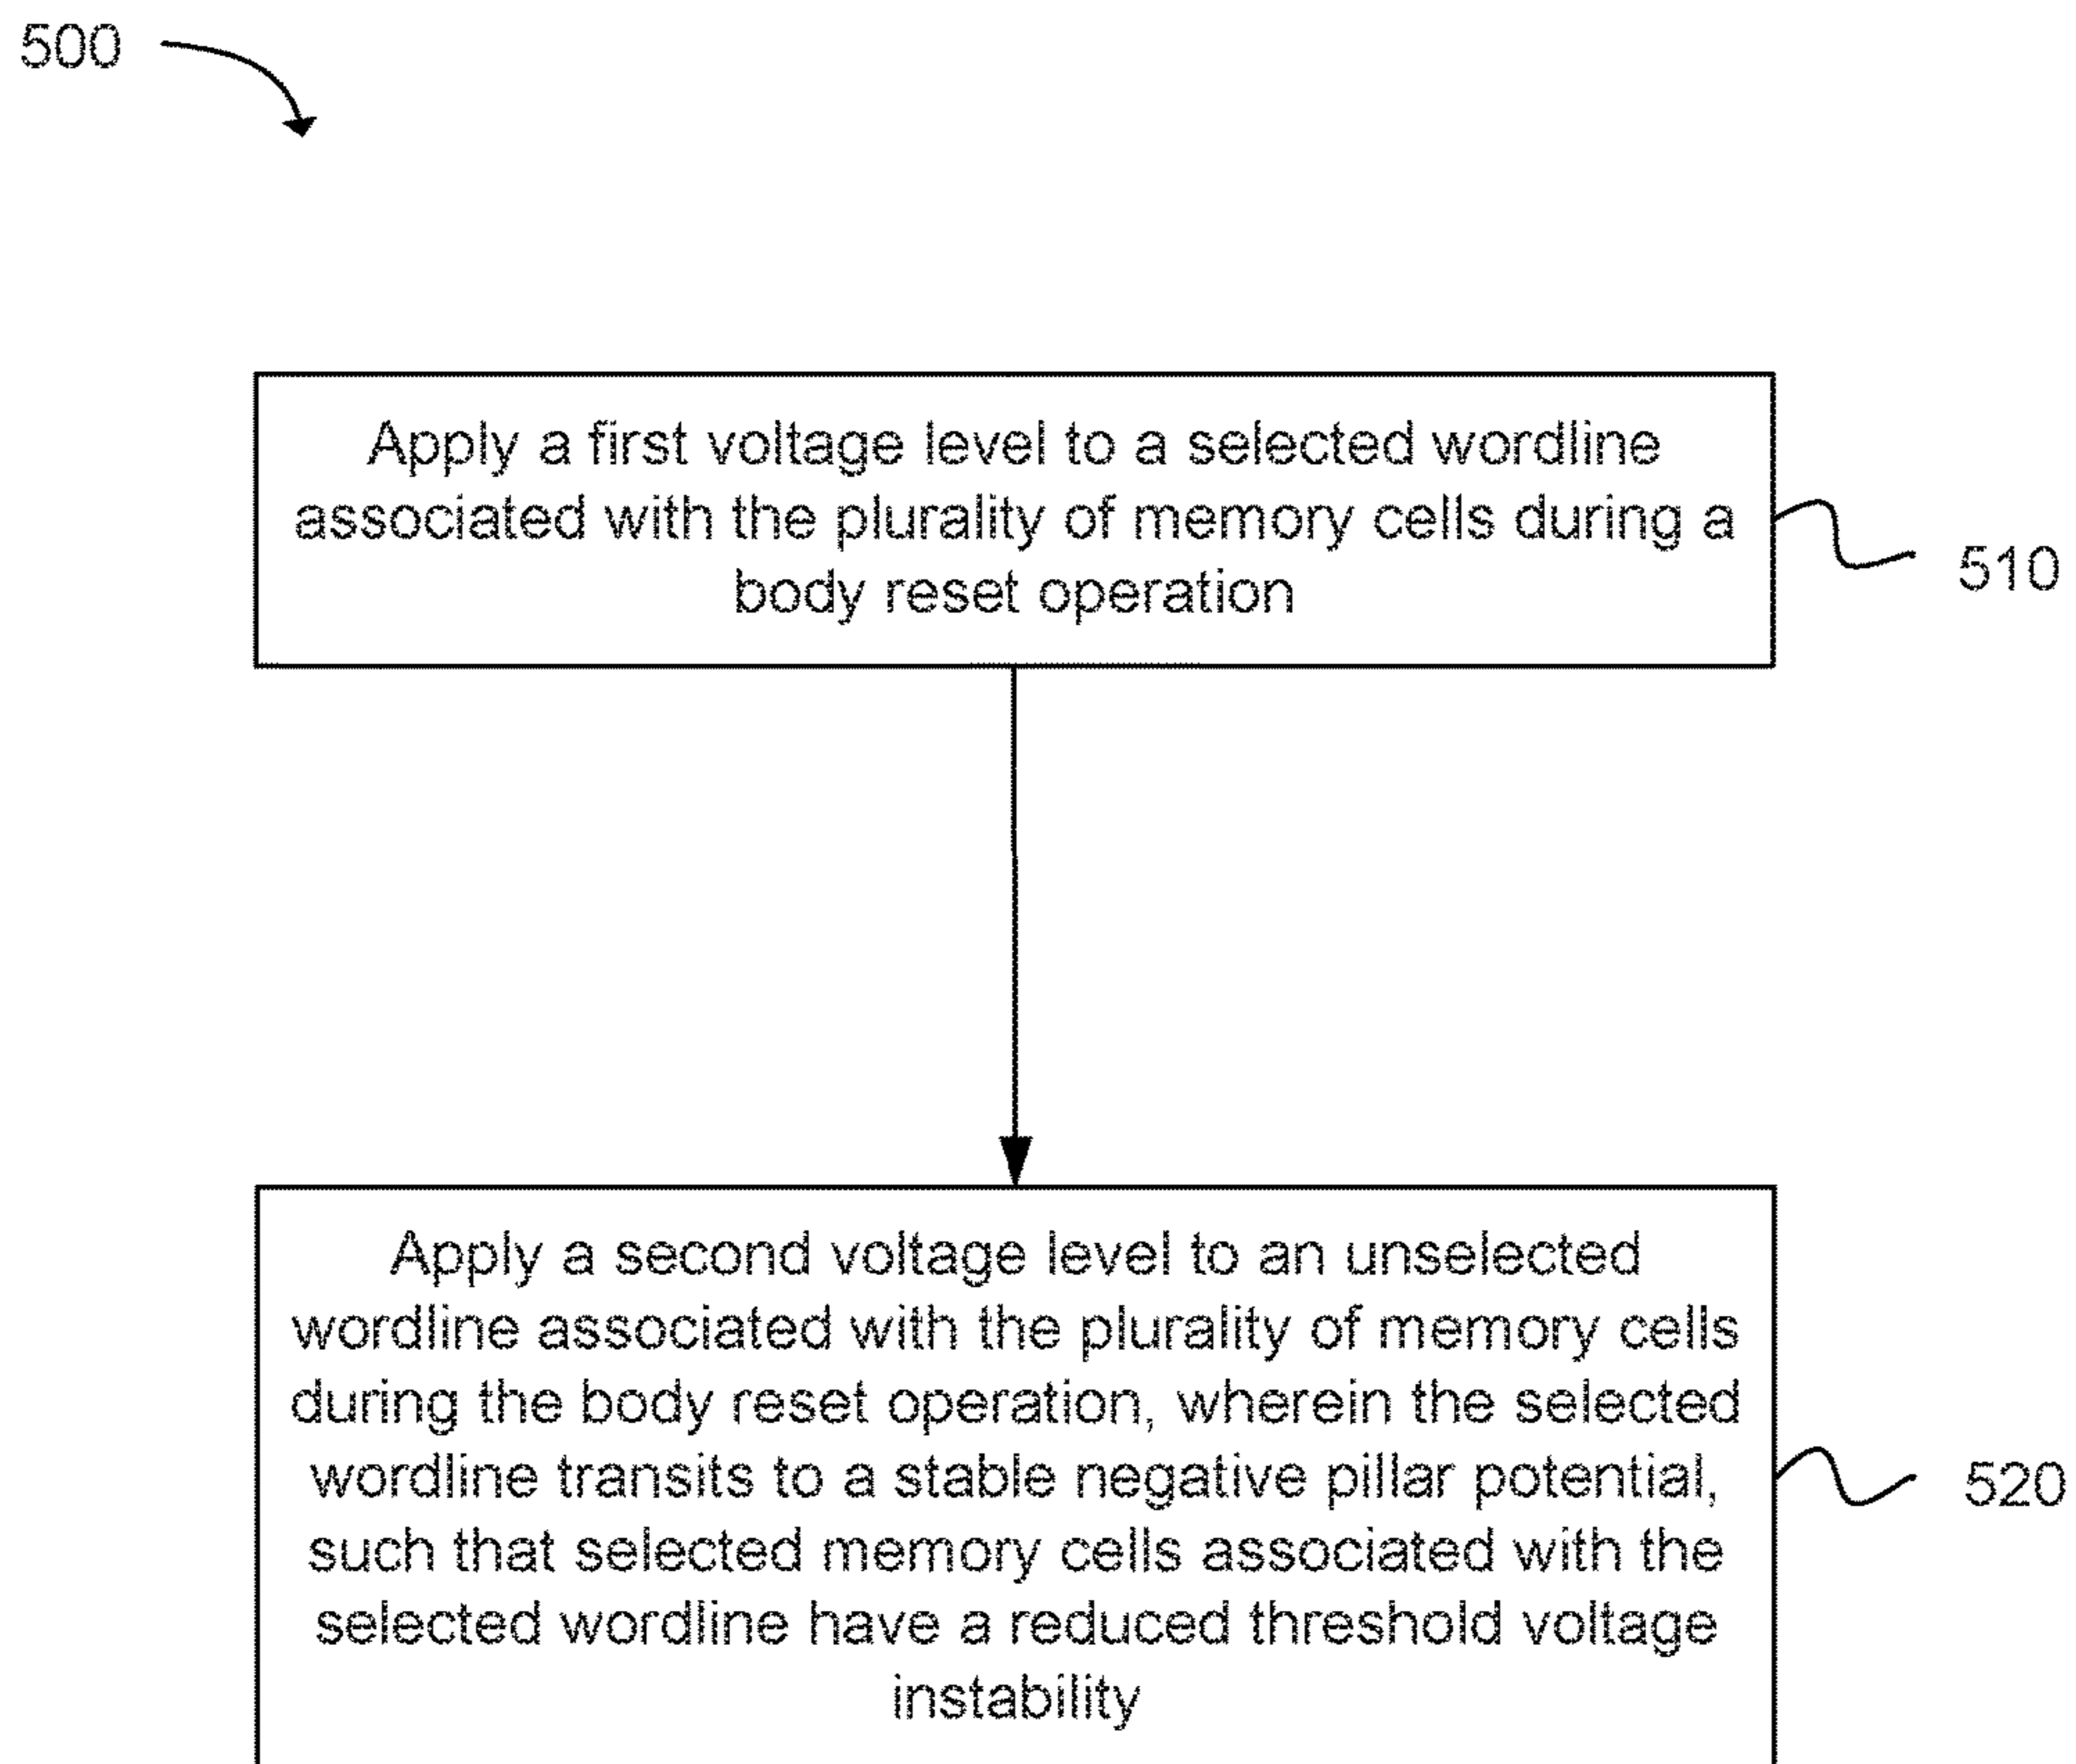 500
Apply a first voltage level to a selected wordline
associated with the plurality of memory cells during a
body reset operation
510
Apply a second voltage level to an unselected
wordline associated with the plurality of memory cells
during the body reset operation, wherein the selected
wordline transits to a stable negative pillar potential,
such that selected memory cells associated with the
selected wordline have a reduced threshold voltage
instability
520